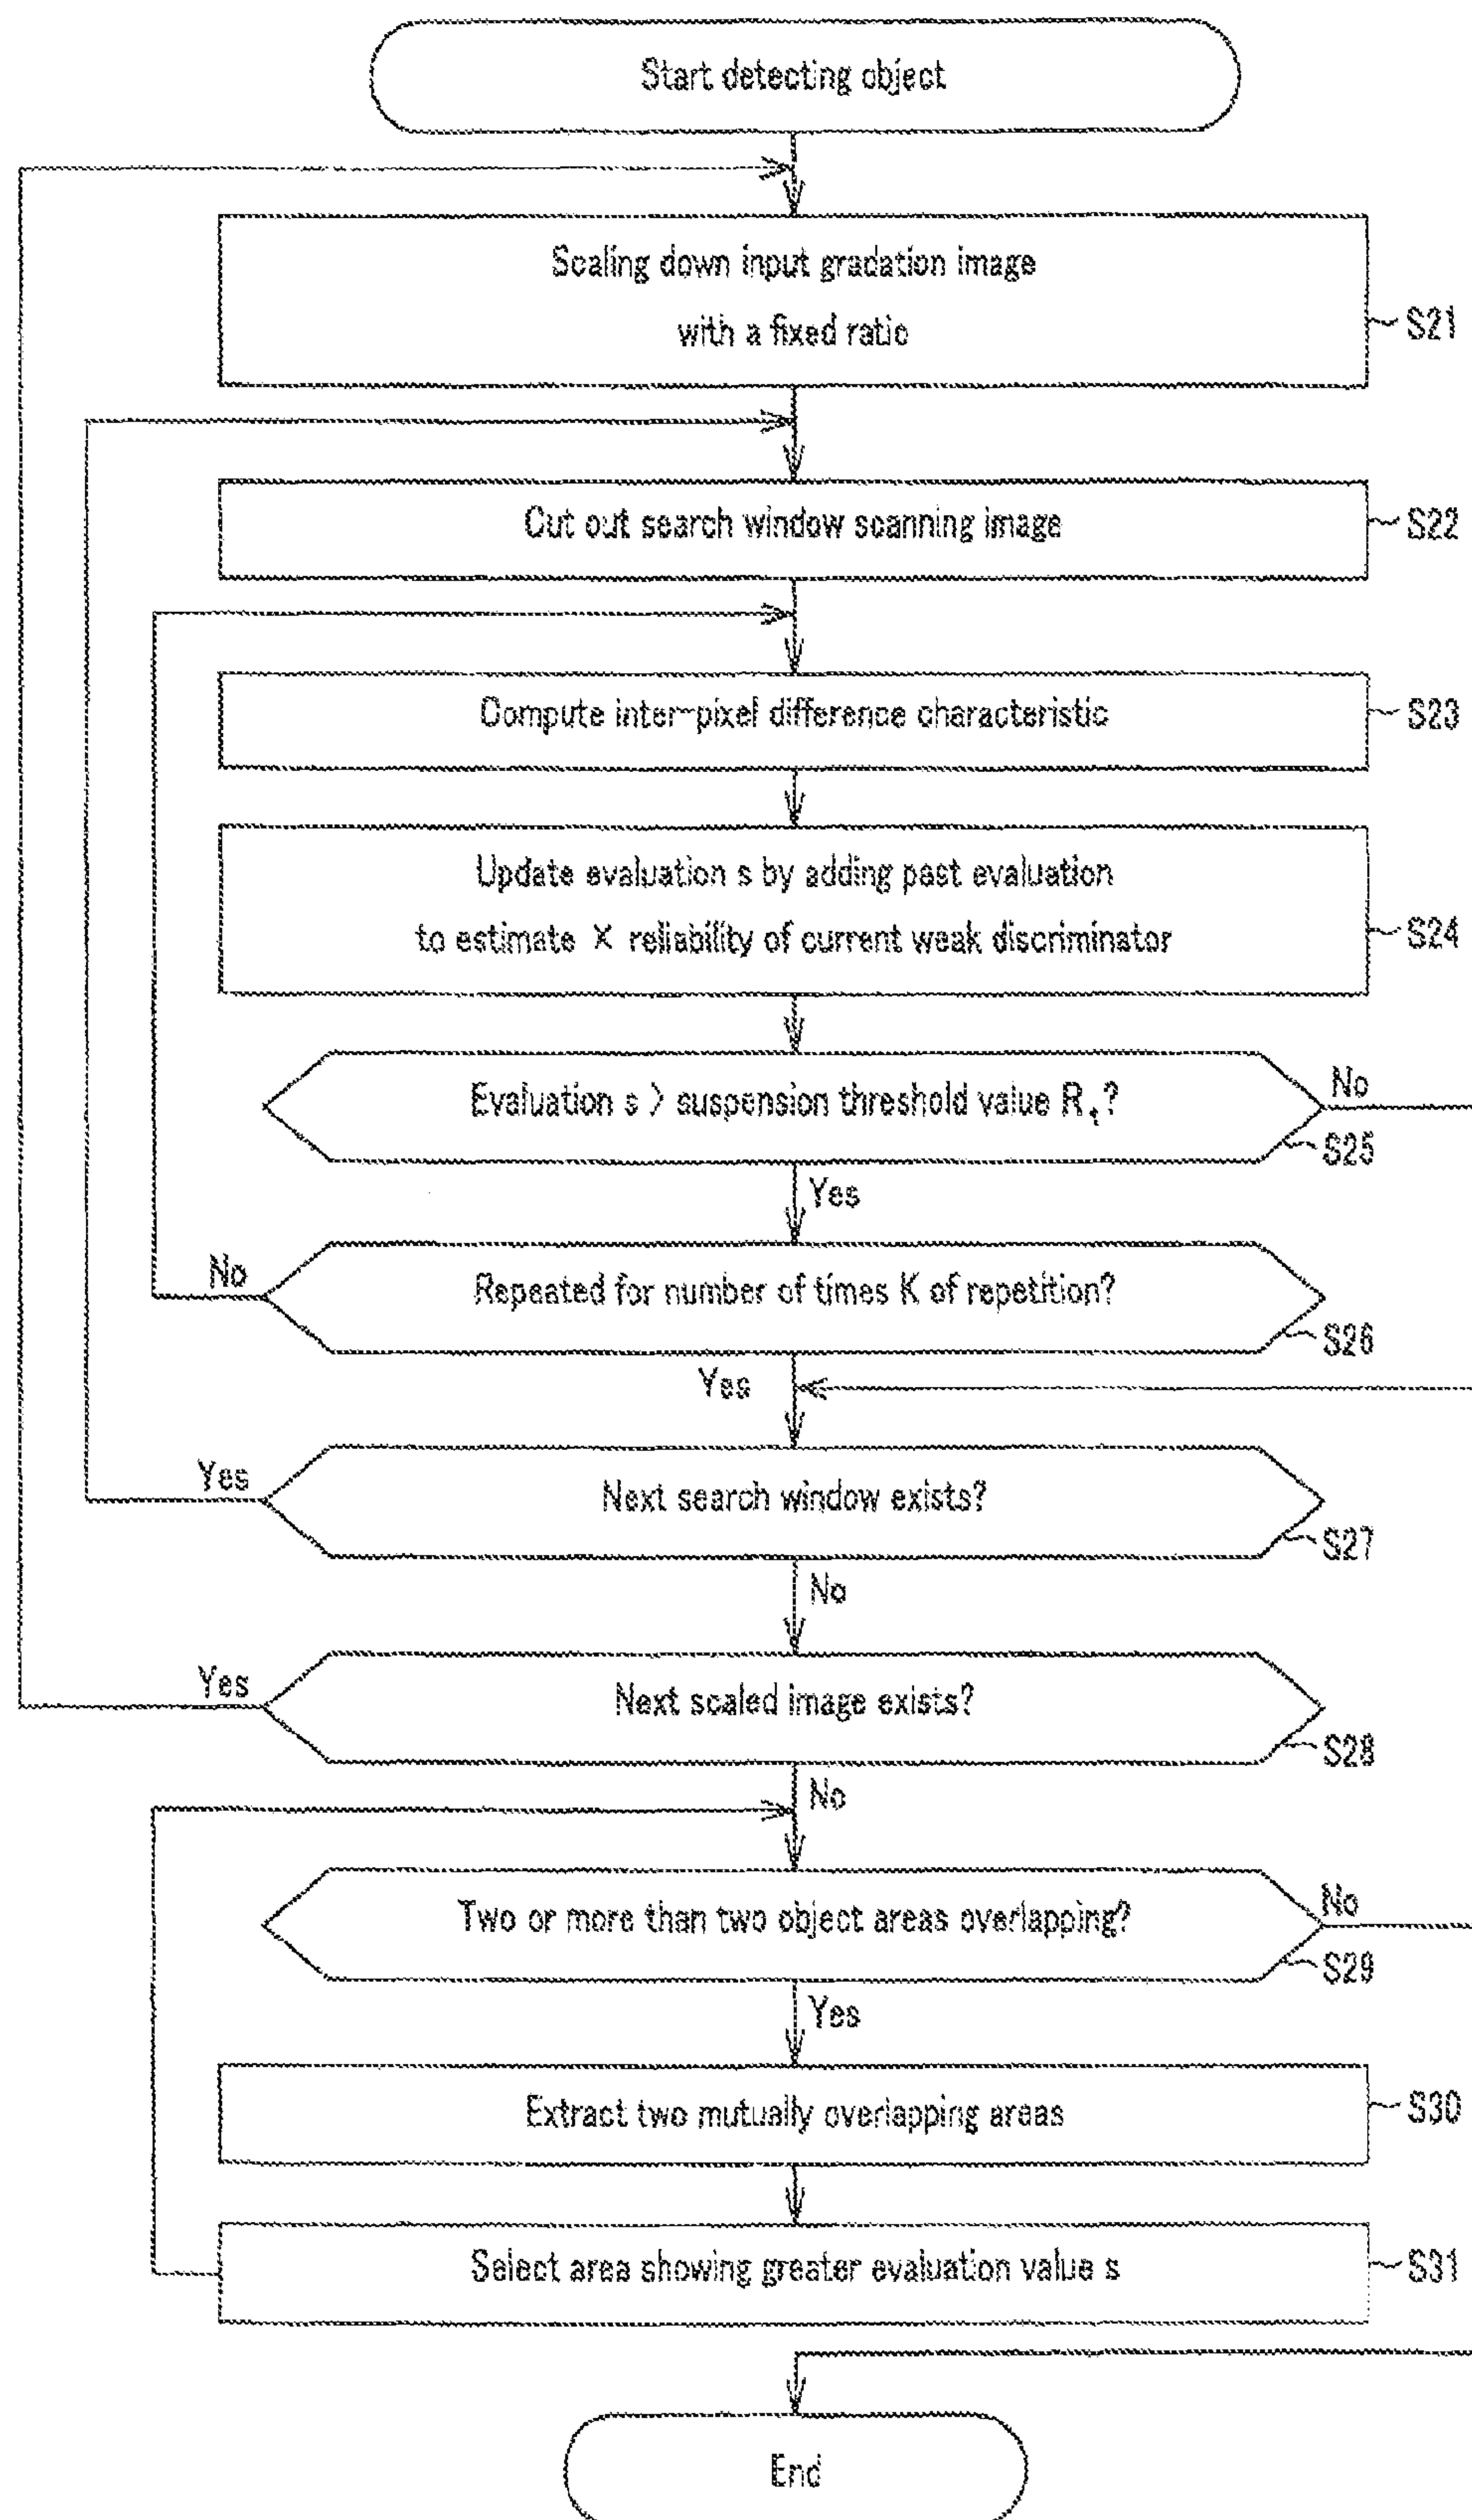 Start detecting object
Scaling down input gradation image
with a fixed ratio
S21
Cut out search window scanning image
S22
Compute inter-pixel difference characteristic
S23
Update evaluation s by adding past evaluation
to estimate × reliability of current weak discriminator
S24
Evaluation s > suspension threshold value Rt?
No
S25
Yes
No
Repeated for number of times K of repetition?
S26
Yes
Yes
Next search window exists?
S27
No
Yes
Next scaled image exists?
S28
No
Two or more than two object areas overlapping?
No
S29
Yes
Extract two mutually overlapping areas
S30
Select area showing greater evaluation value s
S31
End